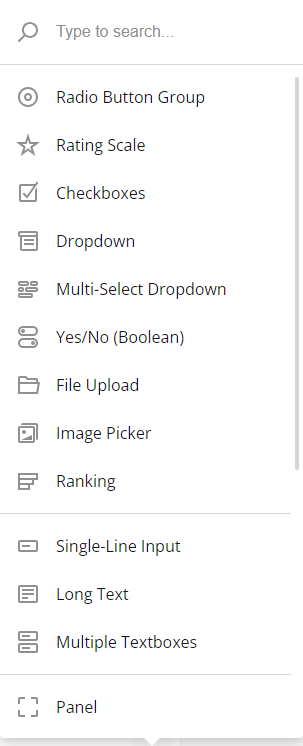 Type to search...
Radio Button Group
Rating Scale
Checkboxes
Dropdown
Multi-Select Dropdown
Yes/No (Boolean)
File Upload
Image Picker
Ranking
Single-Line Input
Long Text
Multiple Textboxes
Panel